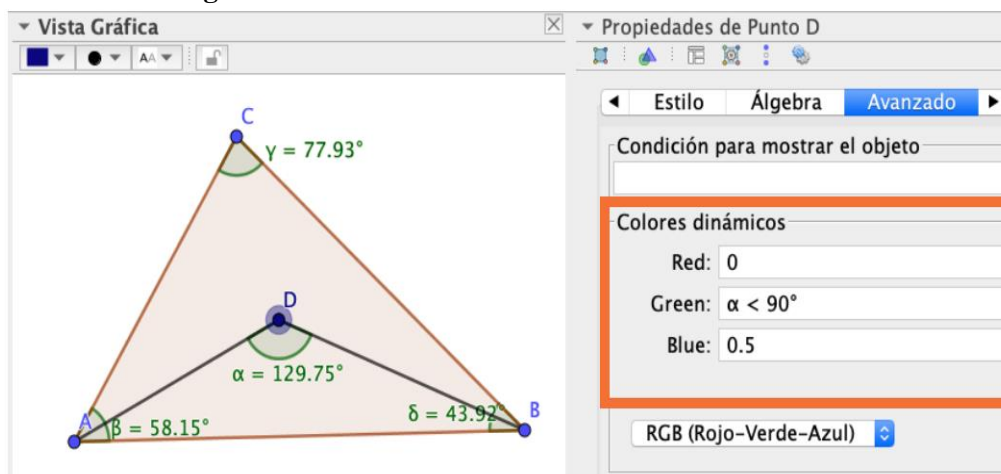 Vista Gráfica
AA
C
γ = 77.93°
D
α = 129.75°
A
β = 58.15°
δ = 43.92°
B
Propiedades de Punto D
Estilo Álgebra Avanzado
Condición para mostrar el objeto
Colores dinámicos
Red: 0
Green: α < 90°
Blue: 0.5
RGB (Rojo-Verde-Azul)